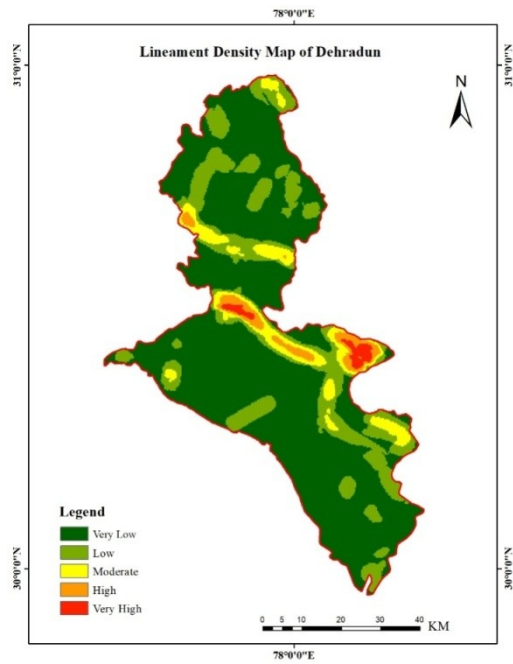 78°0'0"E
Lineament Density Map of Dehradun
31°0'0"N
31°0'0"N
N
Legend
Very Low
Low
Moderate
High
Very High
30°0'0"N
30°0'0"N
0 5 10 20 30 40
KM
78°0'0"E